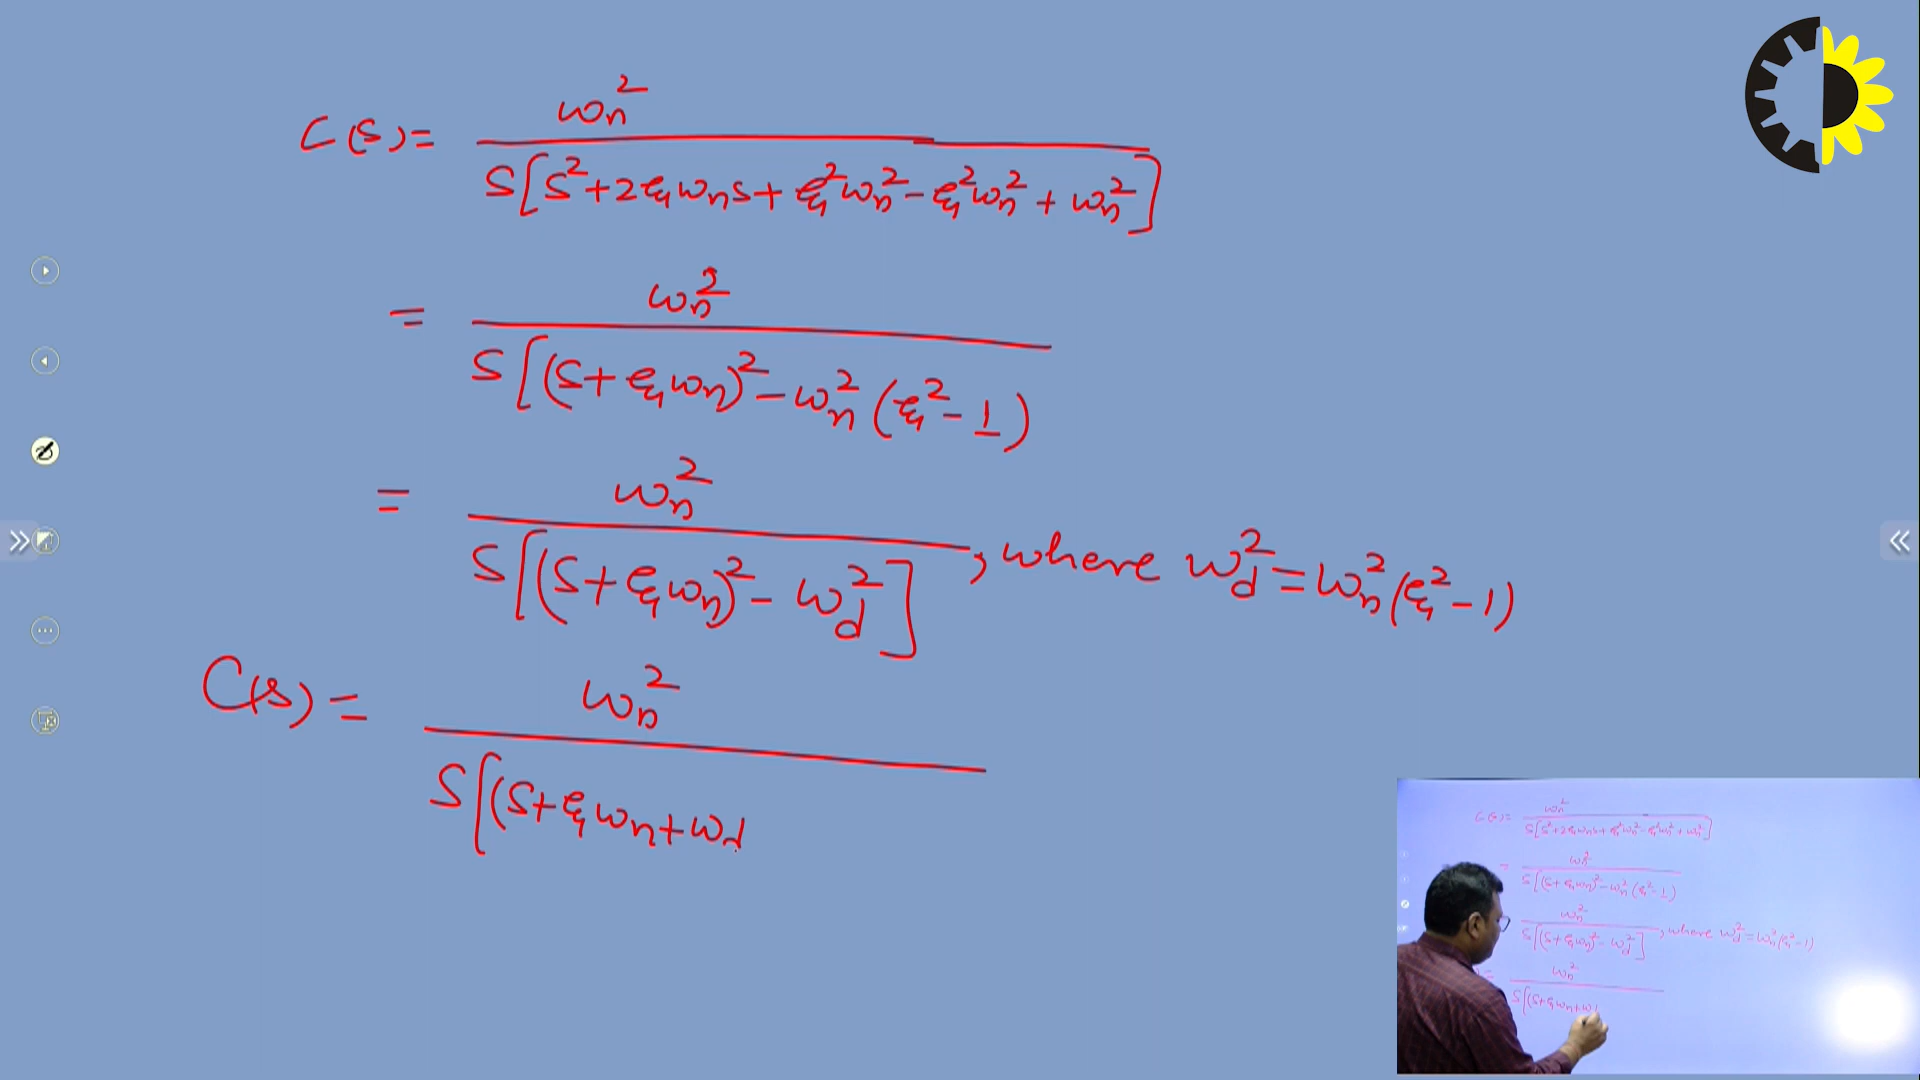 C(s) = ωn² / s[s² + 2ξωns + ξ²ωn² - ξ²ωn² + ωn²]
= ωn² / s[(s + ξωn)² - ωn²(ξ² - 1)
= ωn² / s[(s + ξωn)² - ωd²] , where ωd² = ωn²(ξ² - 1)
C(s) = ωn² / s[(s + ξωn + ωd